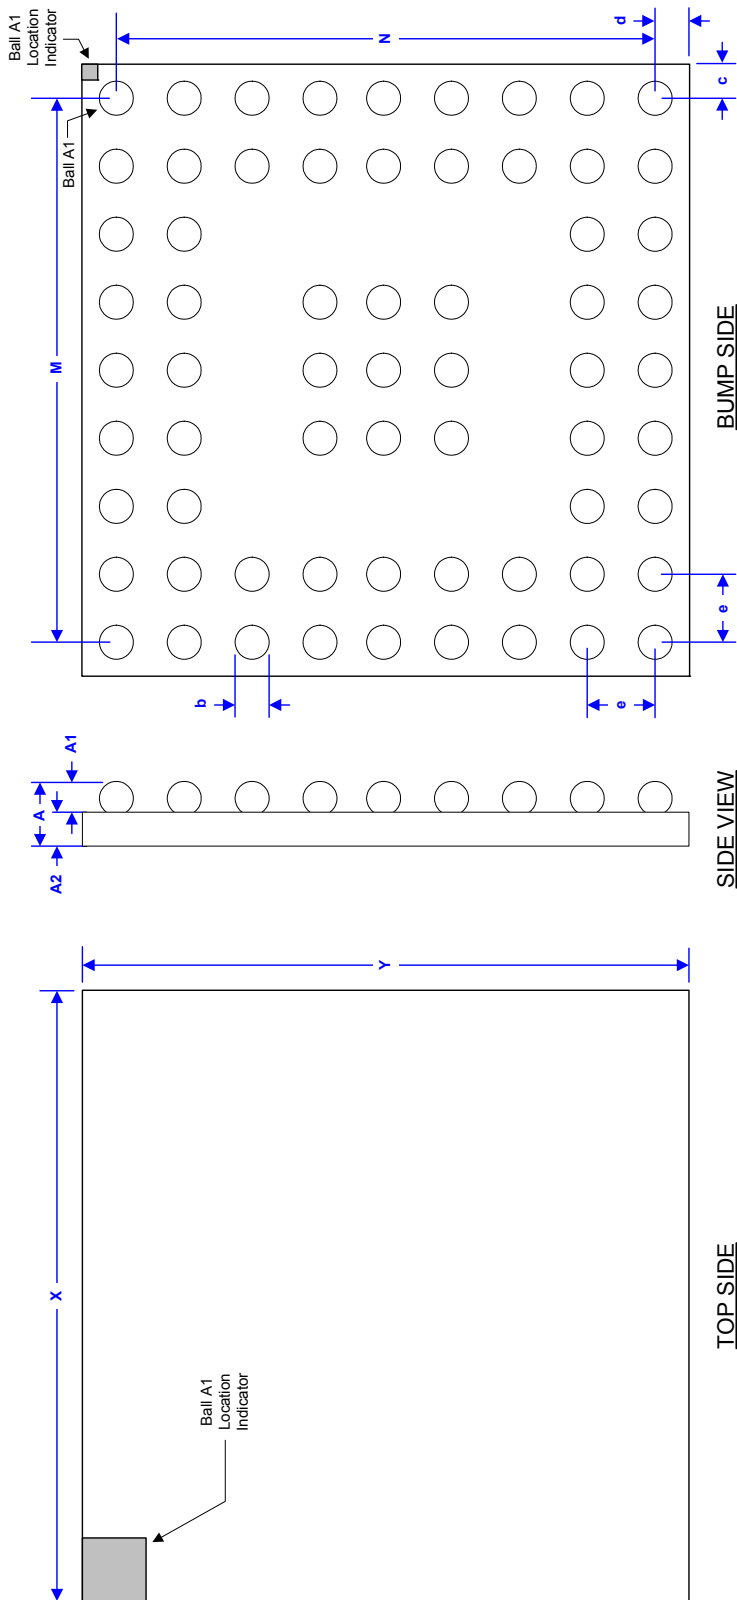 Ball A1
Location
Indicator
Ball A1
M
N
d
c
e
e
b
BUMP SIDE
A1
A
A2
SIDE VIEW
X
Y
Ball A1
Location
Indicator
TOP SIDE